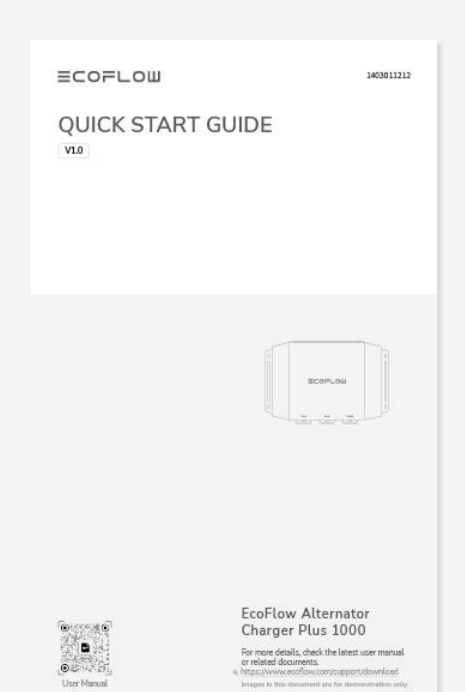 ECOFLOW
1403011212
QUICK START GUIDE
V1.0
ECOFLOW
EcoFlow Alternator
Charger Plus 1000
For more details, check the latest user manual
or related documents.
https://www.ecoflow.com/support/download
User Manual
Images in this document are for demonstration only.